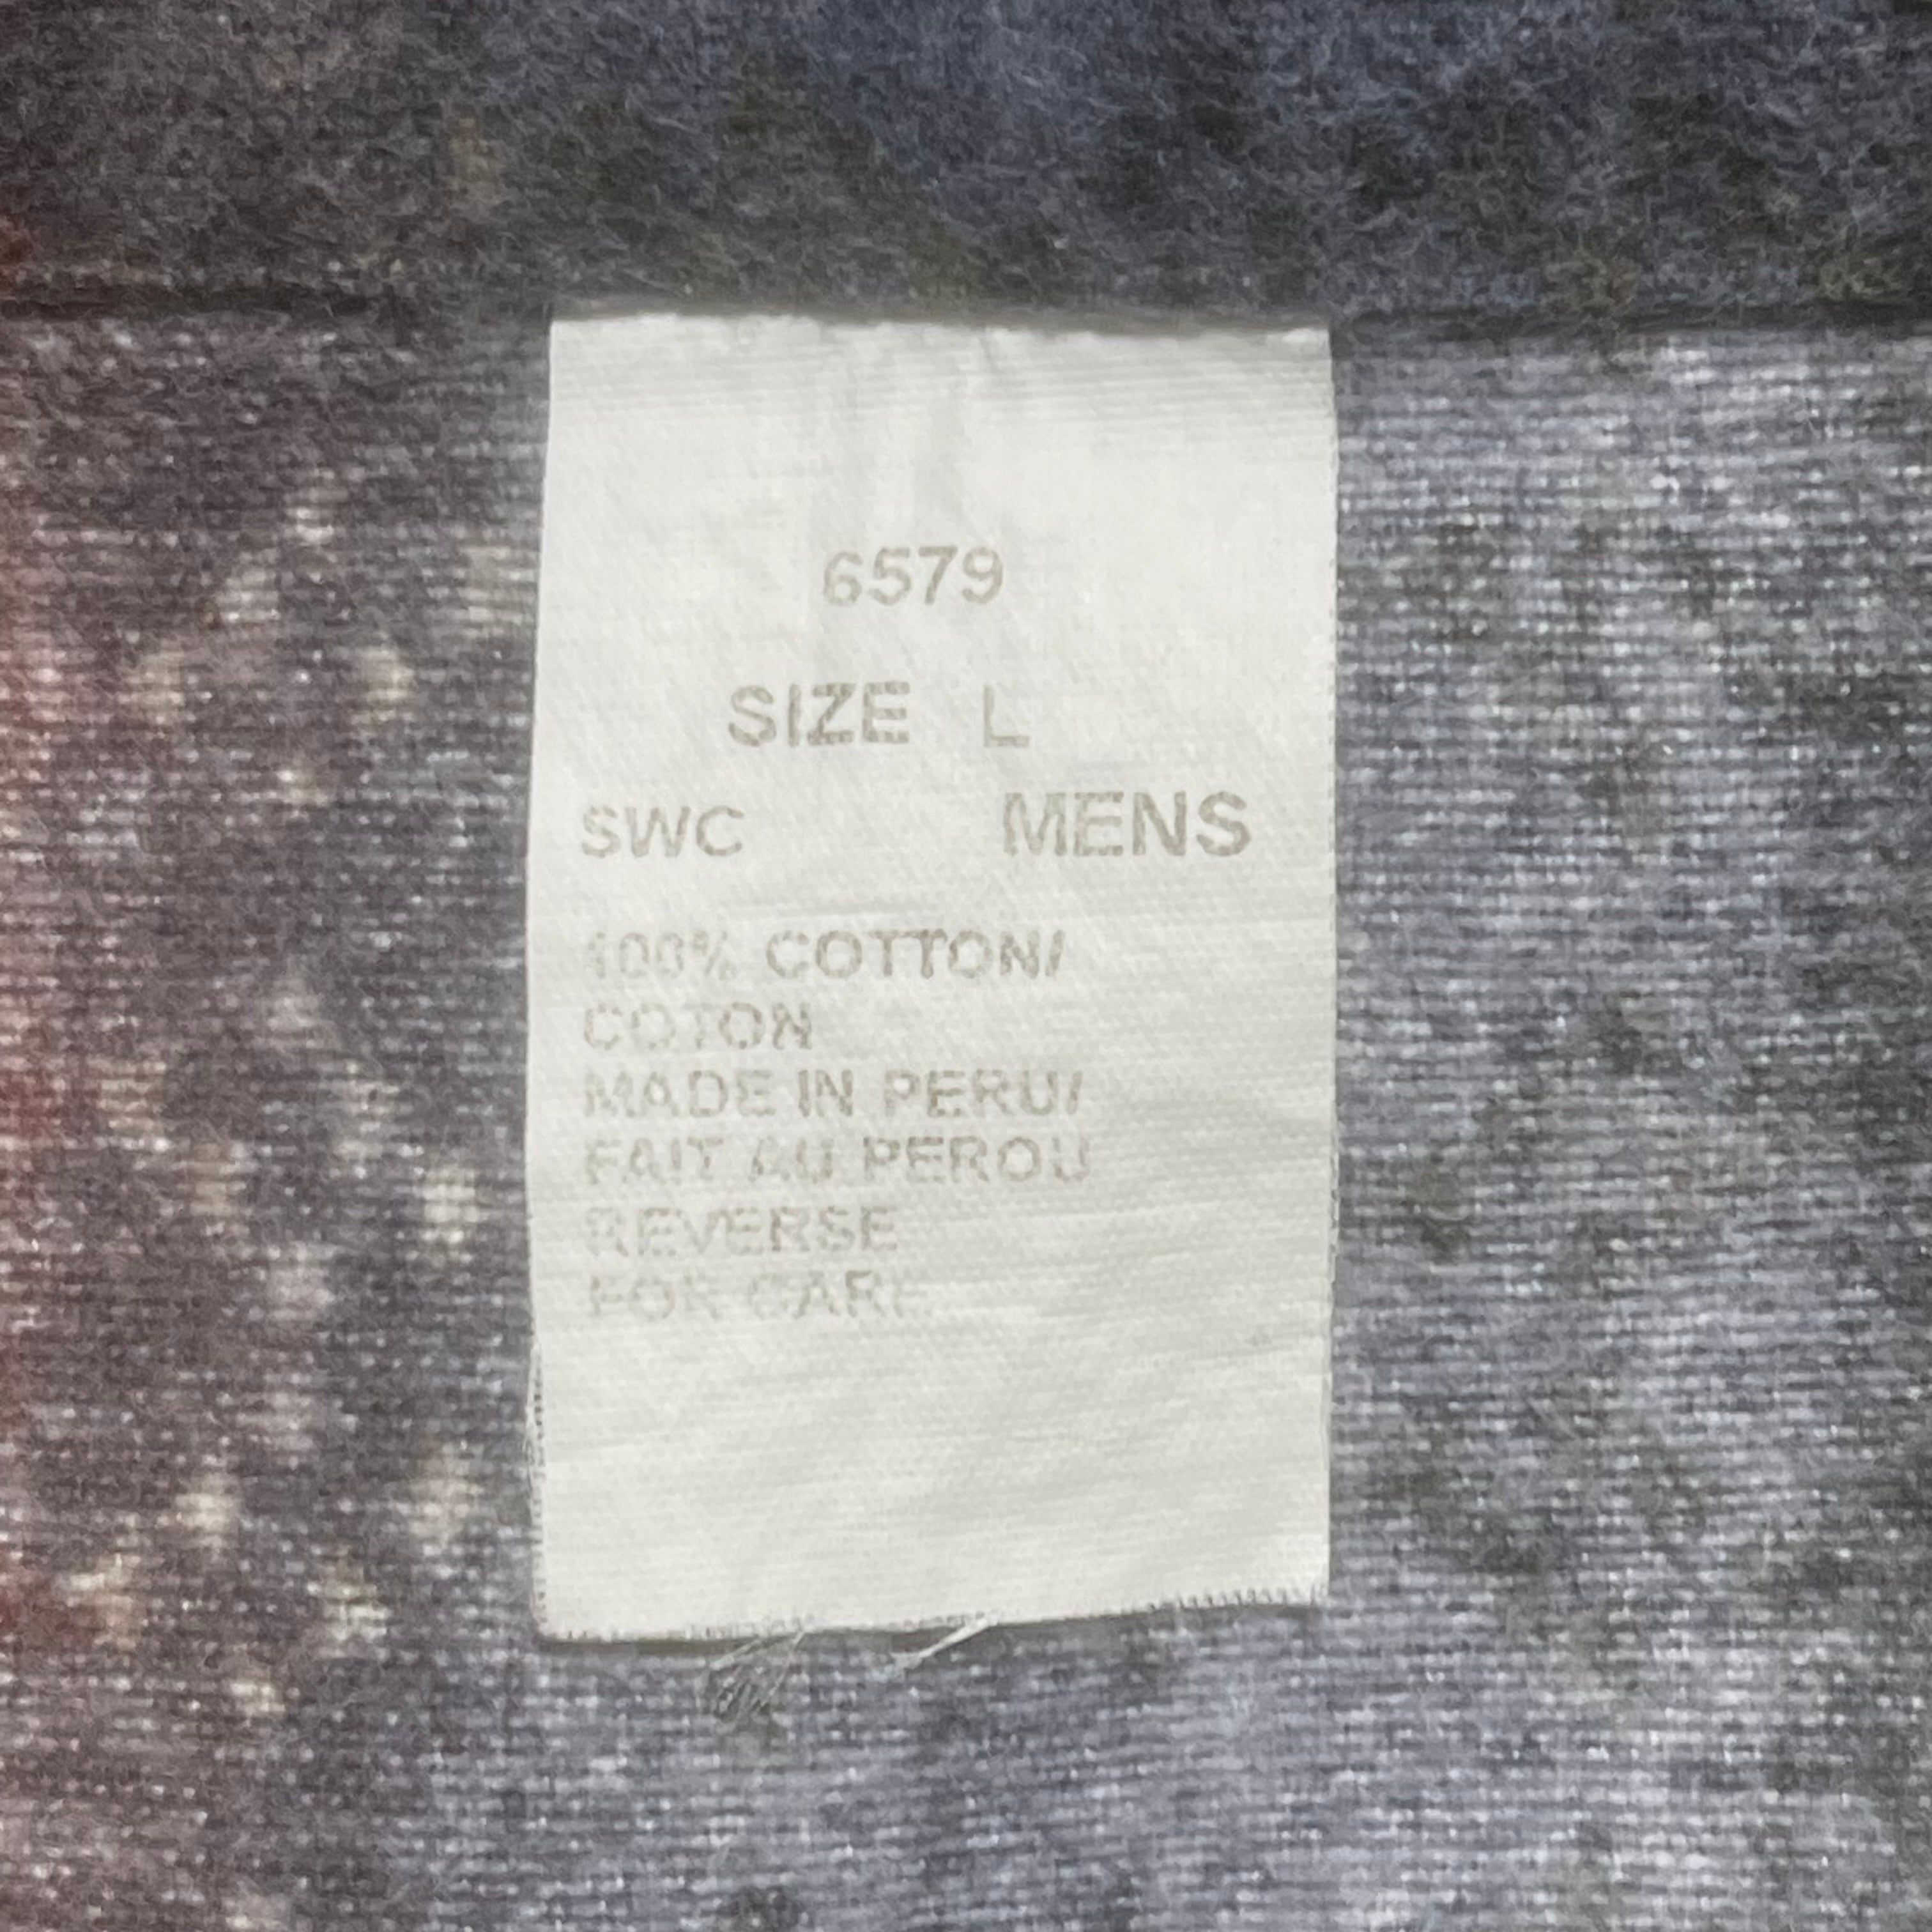 6579
SIZE L
SWC MENS
100% COTTON/
COTON
MADE IN PERU/
FAIT AU PEROU
REVERSE
FOR CARE